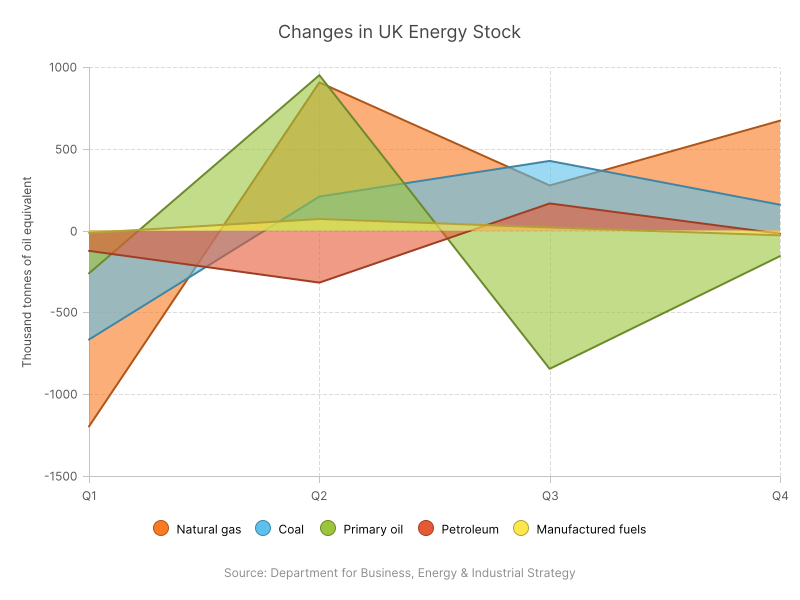 Changes in UK Energy Stock
Thousand tonnes of oil equivalent
1000
500
0
-500
-1000
-1500
Q1 Q2 Q3 Q4
Natural gas Coal Primary oil Petroleum Manufactured fuels
Source: Department for Business, Energy & Industrial Strategy